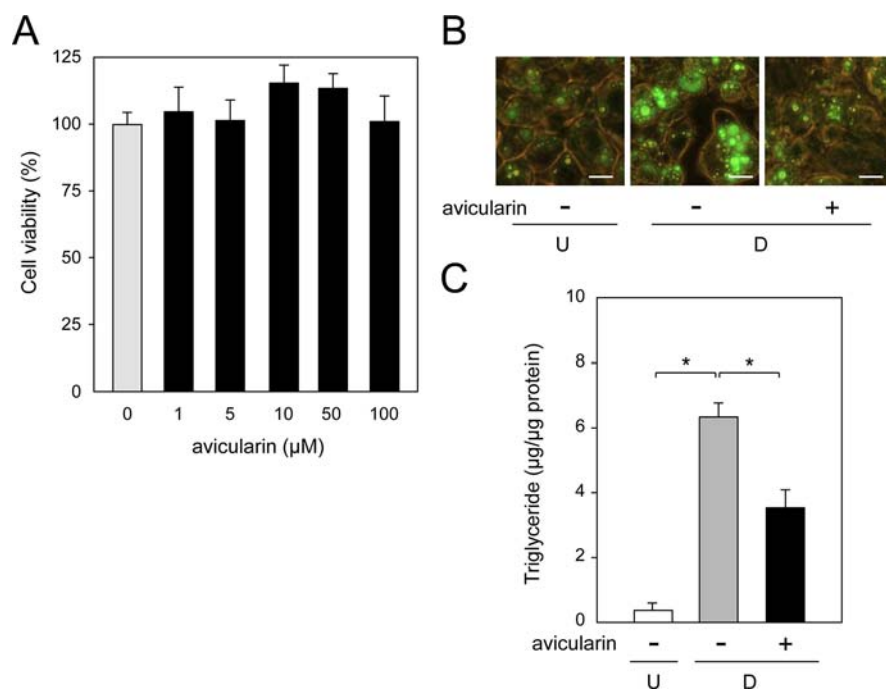 A
125
100
75
50
25
0
Cell viability (%)
0 1 5 10 50 100
avicularin (µM)
B
avicularin - - +
U D
C
10
8
6
4
2
0
Triglyceride (µg/µg protein)
* *
avicularin - - +
U D